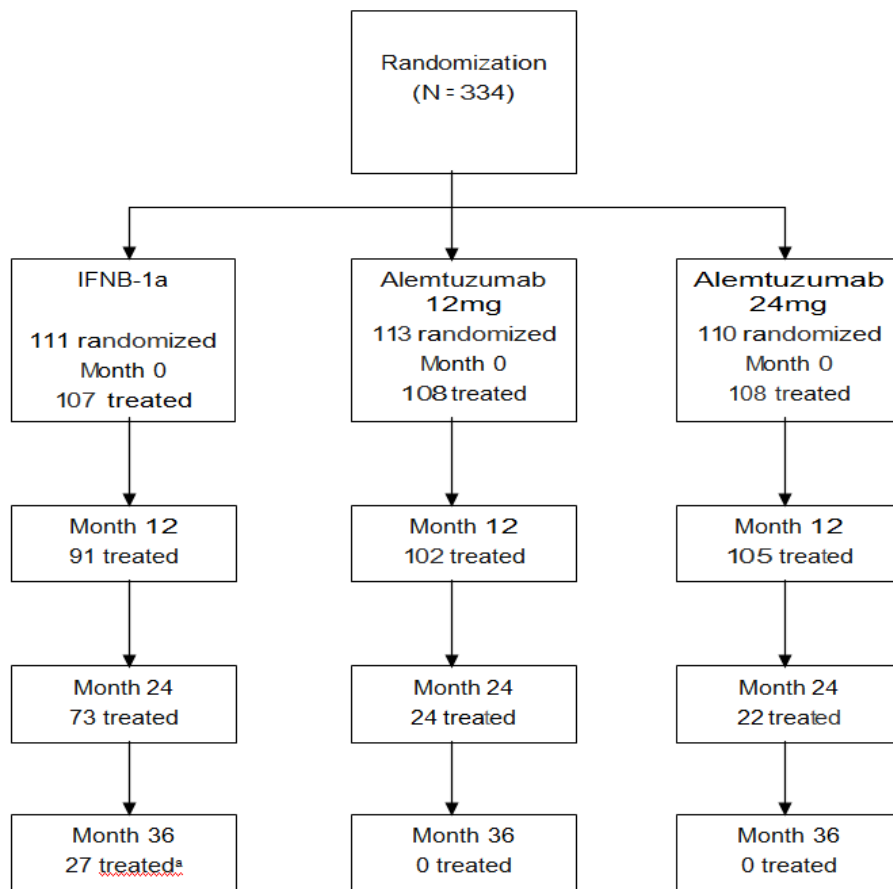 Randomization
(N = 334)
IFNB-1a
111 randomized
Month 0
107 treated
Alemtuzumab
12mg
113 randomized
Month 0
108 treated
Alemtuzumab
24mg
110 randomized
Month 0
108 treated
Month 12
91 treated
Month 12
102 treated
Month 12
105 treated
Month 24
73 treated
Month 24
24 treated
Month 24
22 treated
Month 36
27 treatedᵃ
Month 36
0 treated
Month 36
0 treated